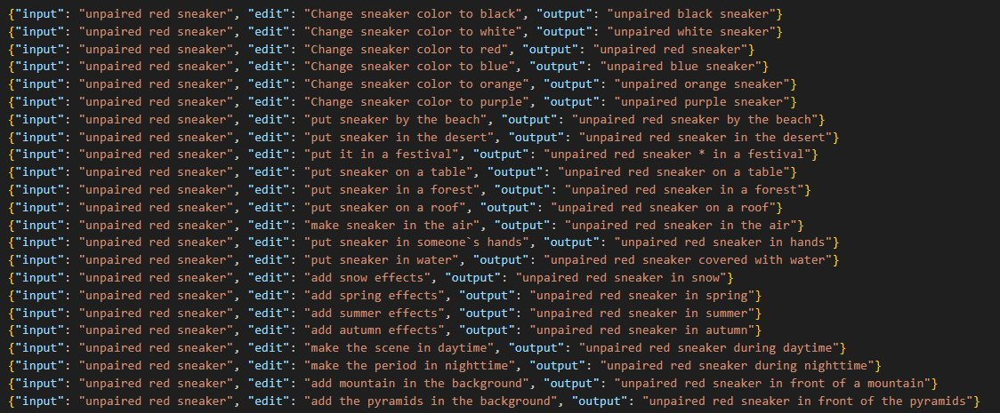 {"input": "unpaired red sneaker", "edit": "Change sneaker color to black", "output": "unpaired black sneaker"}
{"input": "unpaired red sneaker", "edit": "Change sneaker color to white", "output": "unpaired white sneaker"}
{"input": "unpaired red sneaker", "edit": "Change sneaker color to red", "output": "unpaired red sneaker"}
{"input": "unpaired red sneaker", "edit": "Change sneaker color to blue", "output": "unpaired blue sneaker"}
{"input": "unpaired red sneaker", "edit": "Change sneaker color to orange", "output": "unpaired orange sneaker"}
{"input": "unpaired red sneaker", "edit": "Change sneaker color to purple", "output": "unpaired purple sneaker"}
{"input": "unpaired red sneaker", "edit": "put sneaker by the beach", "output": "unpaired red sneaker by the beach"}
{"input": "unpaired red sneaker", "edit": "put sneaker in the desert", "output": "unpaired red sneaker in the desert"}
{"input": "unpaired red sneaker", "edit": "put it in a festival", "output": "unpaired red sneaker * in a festival"}
{"input": "unpaired red sneaker", "edit": "put sneaker on a table", "output": "unpaired red sneaker on a table"}
{"input": "unpaired red sneaker", "edit": "put sneaker in a forest", "output": "unpaired red sneaker in a forest"}
{"input": "unpaired red sneaker", "edit": "put sneaker on a roof", "output": "unpaired red sneaker on a roof"}
{"input": "unpaired red sneaker", "edit": "make sneaker in the air", "output": "unpaired red sneaker in the air"}
{"input": "unpaired red sneaker", "edit": "put sneaker in someone`s hands", "output": "unpaired red sneaker in hands"}
{"input": "unpaired red sneaker", "edit": "put sneaker in water", "output": "unpaired red sneaker covered with water"}
{"input": "unpaired red sneaker", "edit": "add snow effects", "output": "unpaired red sneaker in snow"}
{"input": "unpaired red sneaker", "edit": "add spring effects", "output": "unpaired red sneaker in spring"}
{"input": "unpaired red sneaker", "edit": "add summer effects", "output": "unpaired red sneaker in summer"}
{"input": "unpaired red sneaker", "edit": "add autumn effects", "output": "unpaired red sneaker in autumn"}
{"input": "unpaired red sneaker", "edit": "make the scene in daytime", "output": "unpaired red sneaker during daytime"}
{"input": "unpaired red sneaker", "edit": "make the period in nighttime", "output": "unpaired red sneaker during nighttime"}
{"input": "unpaired red sneaker", "edit": "add mountain in the background", "output": "unpaired red sneaker in front of a mountain"}
{"input": "unpaired red sneaker", "edit": "add the pyramids in the background", "output": "unpaired red sneaker in front of the pyramids"}